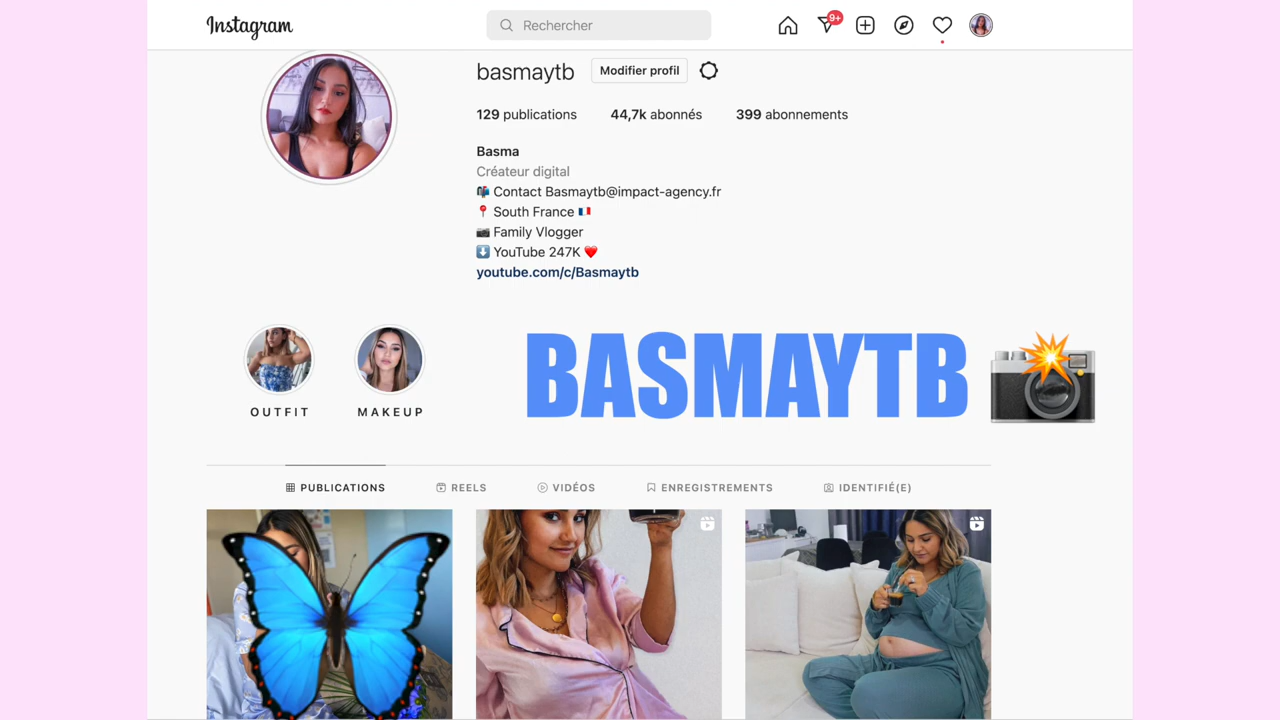 Instagram
Rechercher
9+
basmaytb
Modifier profil
129 publications 44,7k abonnés 399 abonnements
Basma
Créateur digital
Contact Basmaytb@impact-agency.fr
South France
Family Vlogger
YouTube 247K
youtube.com/c/Basmaytb
OUTFIT MAKEUP
BASMAYTB
PUBLICATIONS REELS VIDÉOS ENREGISTREMENTS IDENTIFIÉ(E)